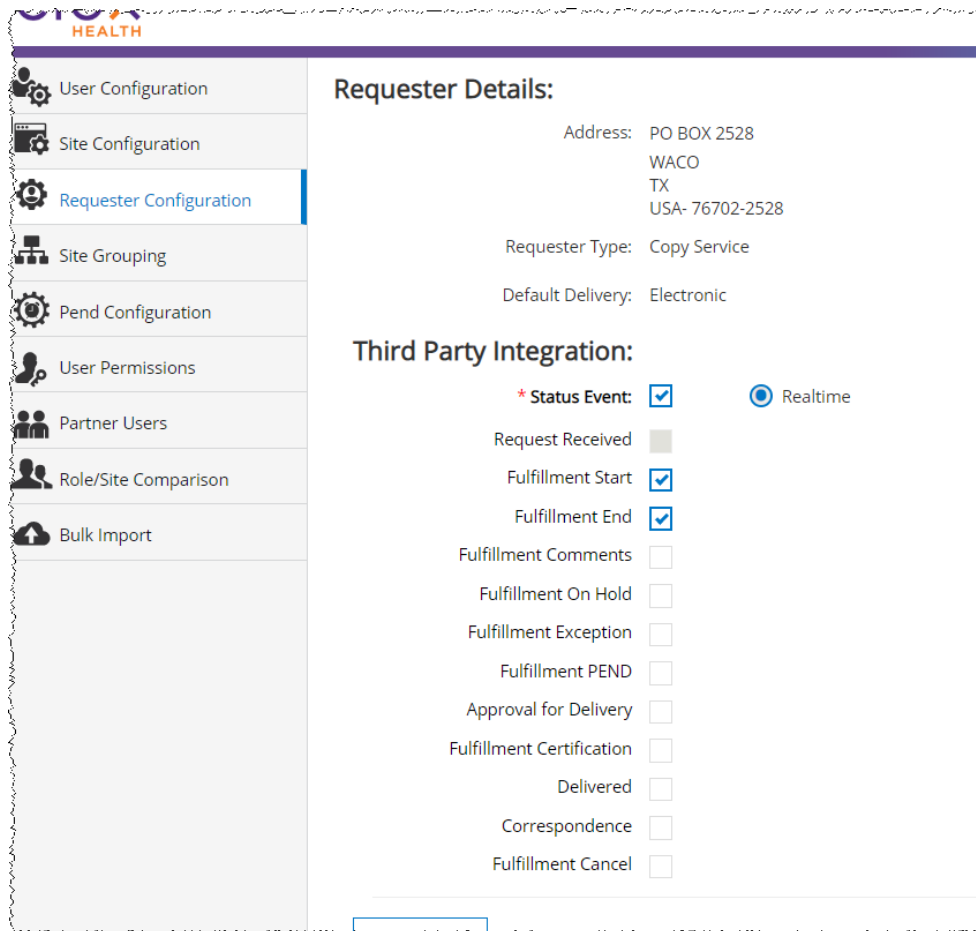 HEALTH
User Configuration
Site Configuration
Requester Configuration
Site Grouping
Pend Configuration
User Permissions
Partner Users
Role/Site Comparison
Bulk Import
Requester Details:
Address: PO BOX 2528
WACO
TX
USA- 76702-2528
Requester Type: Copy Service
Default Delivery: Electronic
Third Party Integration:
* Status Event: Realtime
Request Received
Fulfillment Start
Fulfillment End
Fulfillment Comments
Fulfillment On Hold
Fulfillment Exception
Fulfillment PEND
Approval for Delivery
Fulfillment Certification
Delivered
Correspondence
Fulfillment Cancel